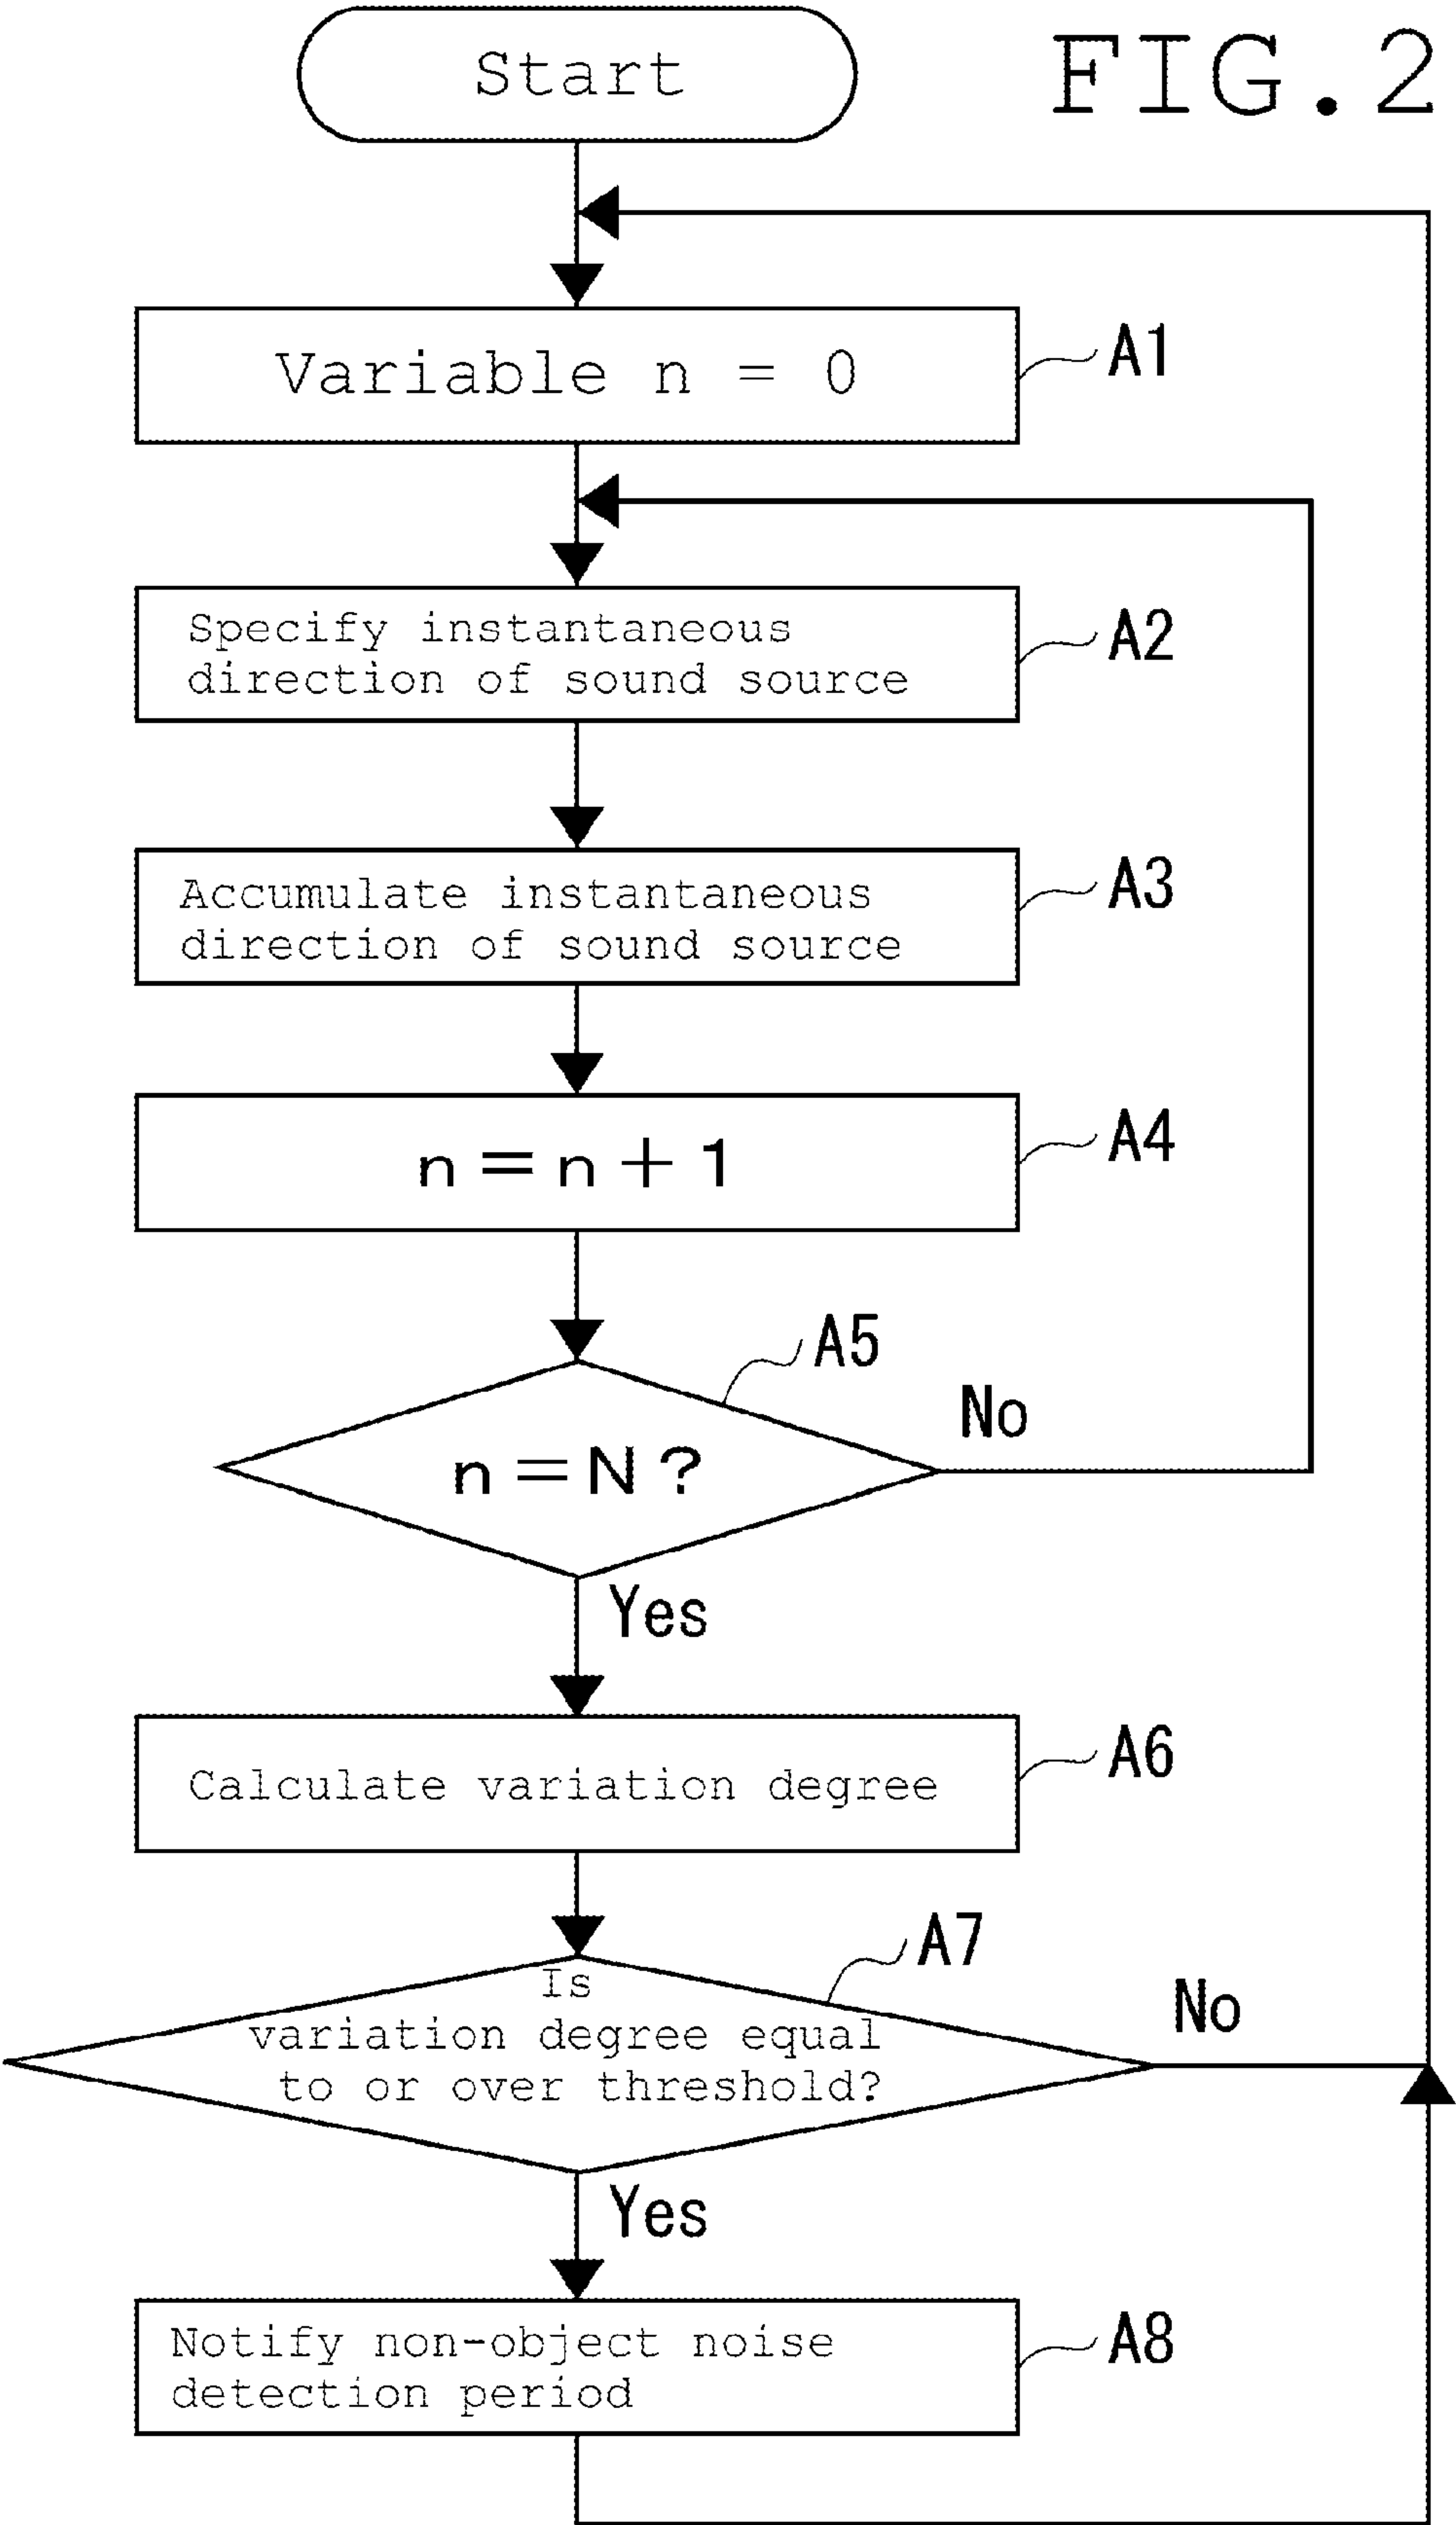 Start
FIG.2
Variable n = 0
A1
Specify instantaneous
direction of sound source
A2
Accumulate instantaneous
direction of sound source
A3
n=n+1
A4
A5
n=N?
No
Yes
Calculate variation degree
A6
A7
Is
variation degree equal
to or over threshold?
No
Yes
Notify non-object noise
detection period
A8